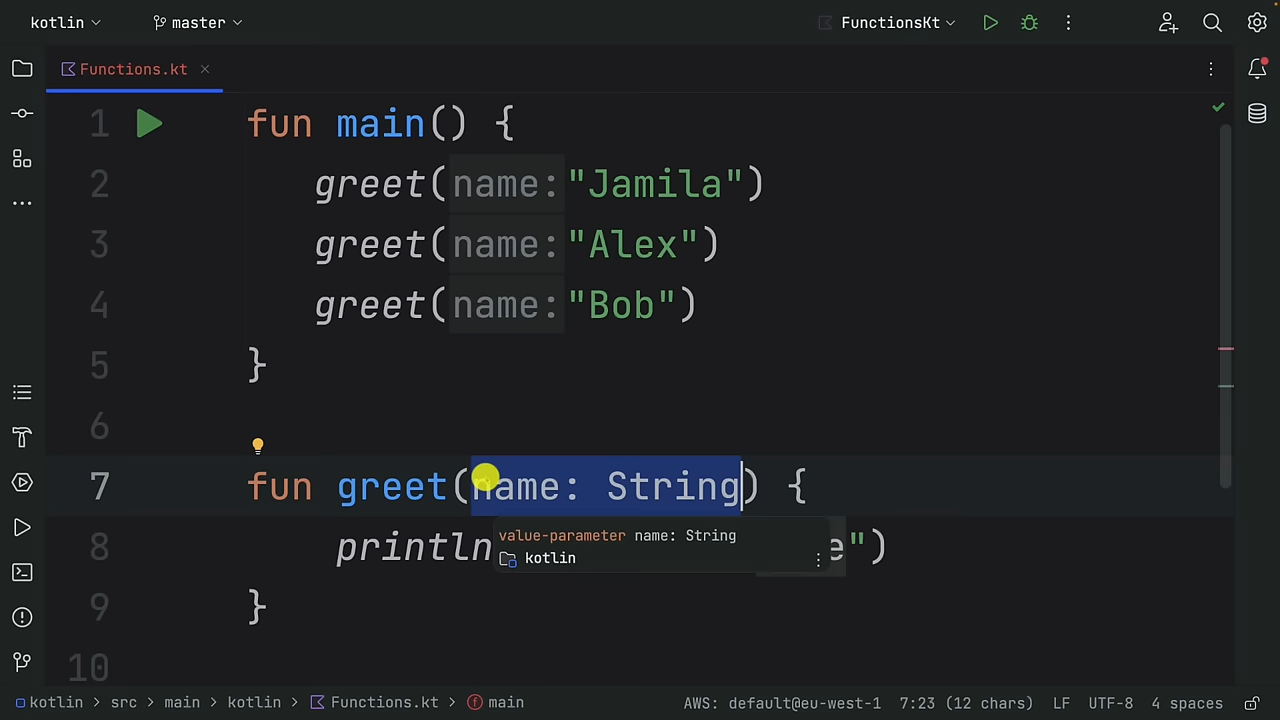 kotlin master FunctionsKt
Functions.kt
1 fun main() {
2 greet(name:"Jamila")
3 greet(name:"Alex")
4 greet(name:"Bob")
5 }
6
7 fun greet(name: String) {
8 println e")
value-parameter name: String
kotlin
9 }
10
kotlin > src > main > kotlin > Functions.kt > main AWS: default@eu-west-1 7:23 (12 chars) LF UTF-8 4 spaces